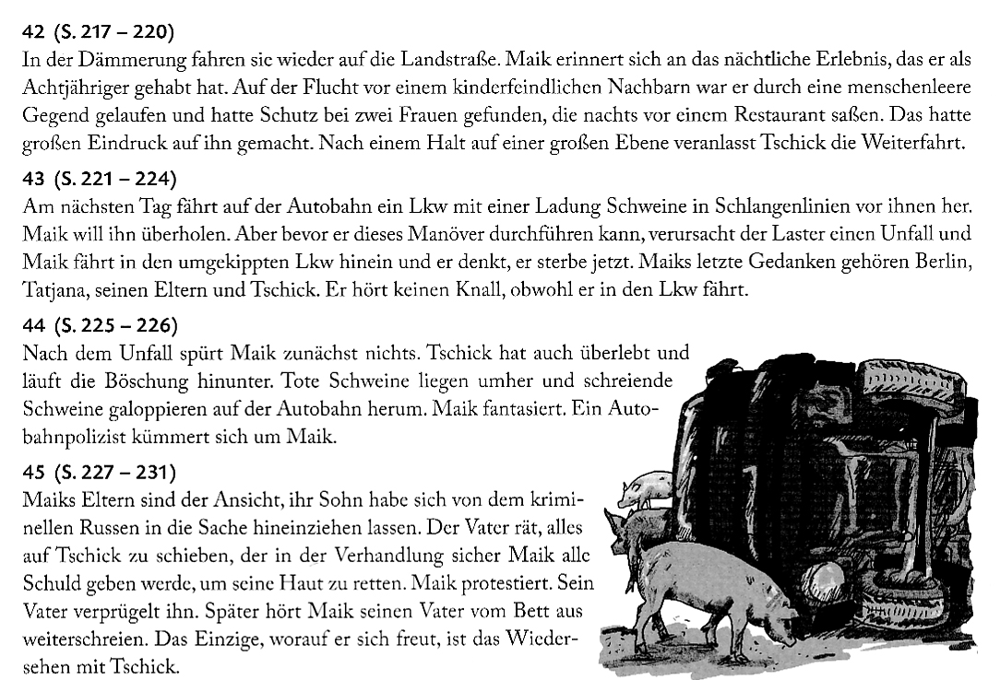 42 (S. 217 – 220)
In der Dämmerung fahren sie wieder auf die Landstraße. Maik erinnert sich an das nächtliche Erlebnis, das er als
Achtjähriger gehabt hat. Auf der Flucht vor einem kinderfeindlichen Nachbarn war er durch eine menschenleere
Gegend gelaufen und hatte Schutz bei zwei Frauen gefunden, die nachts vor einem Restaurant saßen. Das hatte
großen Eindruck auf ihn gemacht. Nach einem Halt auf einer großen Ebene veranlasst Tschick die Weiterfahrt.
43 (S. 221 – 224)
Am nächsten Tag fährt auf der Autobahn ein Lkw mit einer Ladung Schweine in Schlangenlinien vor ihnen her.
Maik will ihn überholen. Aber bevor er dieses Manöver durchführen kann, verursacht der Laster einen Unfall und
Maik fährt in den umgekippten Lkw hinein und er denkt, er sterbe jetzt. Maiks letzte Gedanken gehören Berlin,
Tatjana, seinen Eltern und Tschick. Er hört keinen Knall, obwohl er in den Lkw fährt.
44 (S. 225 – 226)
Nach dem Unfall spürt Maik zunächst nichts. Tschick hat auch überlebt und
läuft die Böschung hinunter. Tote Schweine liegen umher und schreiende
Schweine galoppieren auf der Autobahn herum. Maik fantasiert. Ein Auto-
bahnpolizist kümmert sich um Maik.
45 (S. 227 – 231)
Maiks Eltern sind der Ansicht, ihr Sohn habe sich von dem krimi-
nellen Russen in die Sache hineinziehen lassen. Der Vater rät, alles
auf Tschick zu schieben, der in der Verhandlung sicher Maik alle
Schuld geben werde, um seine Haut zu retten. Maik protestiert. Sein
Vater verprügelt ihn. Später hört Maik seinen Vater vom Bett aus
weiterschreien. Das Einzige, worauf er sich freut, ist das Wieder-
sehen mit Tschick.